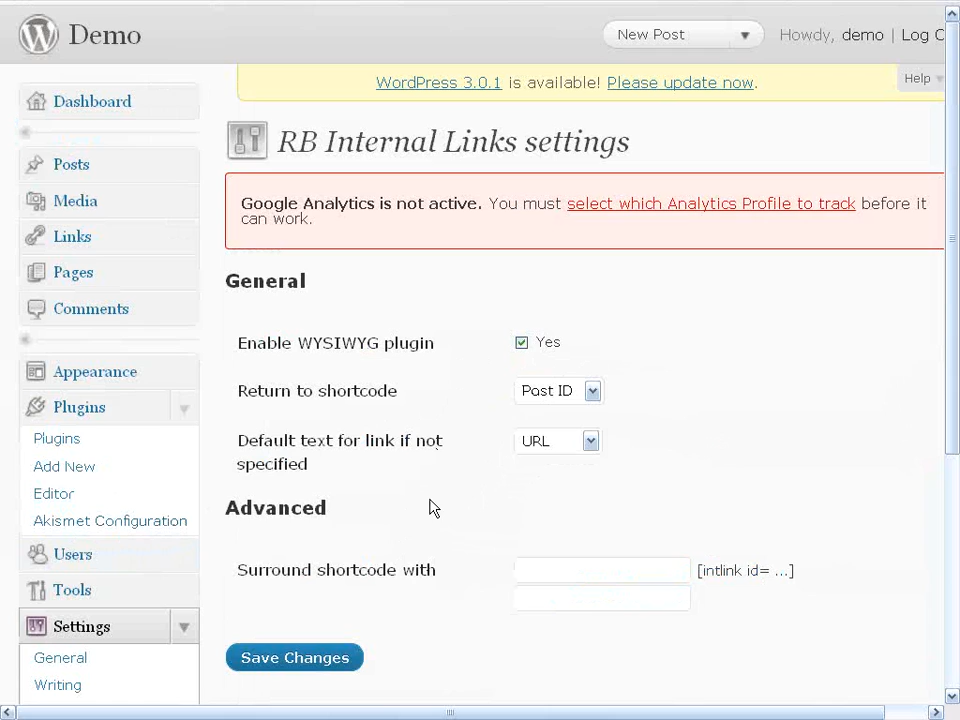 Demo
New Post
Howdy, demo | Log O
WordPress 3.0.1 is available! Please update now.
Help
Dashboard
Posts
Media
Links
Pages
Comments
Appearance
Plugins
Plugins
Add New
Editor
Akismet Configuration
Users
Tools
Settings
General
Writing
RB Internal Links settings
Google Analytics is not active. You must select which Analytics Profile to track before it
can work.
General
Enable WYSIWYG plugin
Yes
Return to shortcode
Post ID
Default text for link if not
specified
URL
Advanced
Surround shortcode with
[intlink id= ...]
Save Changes